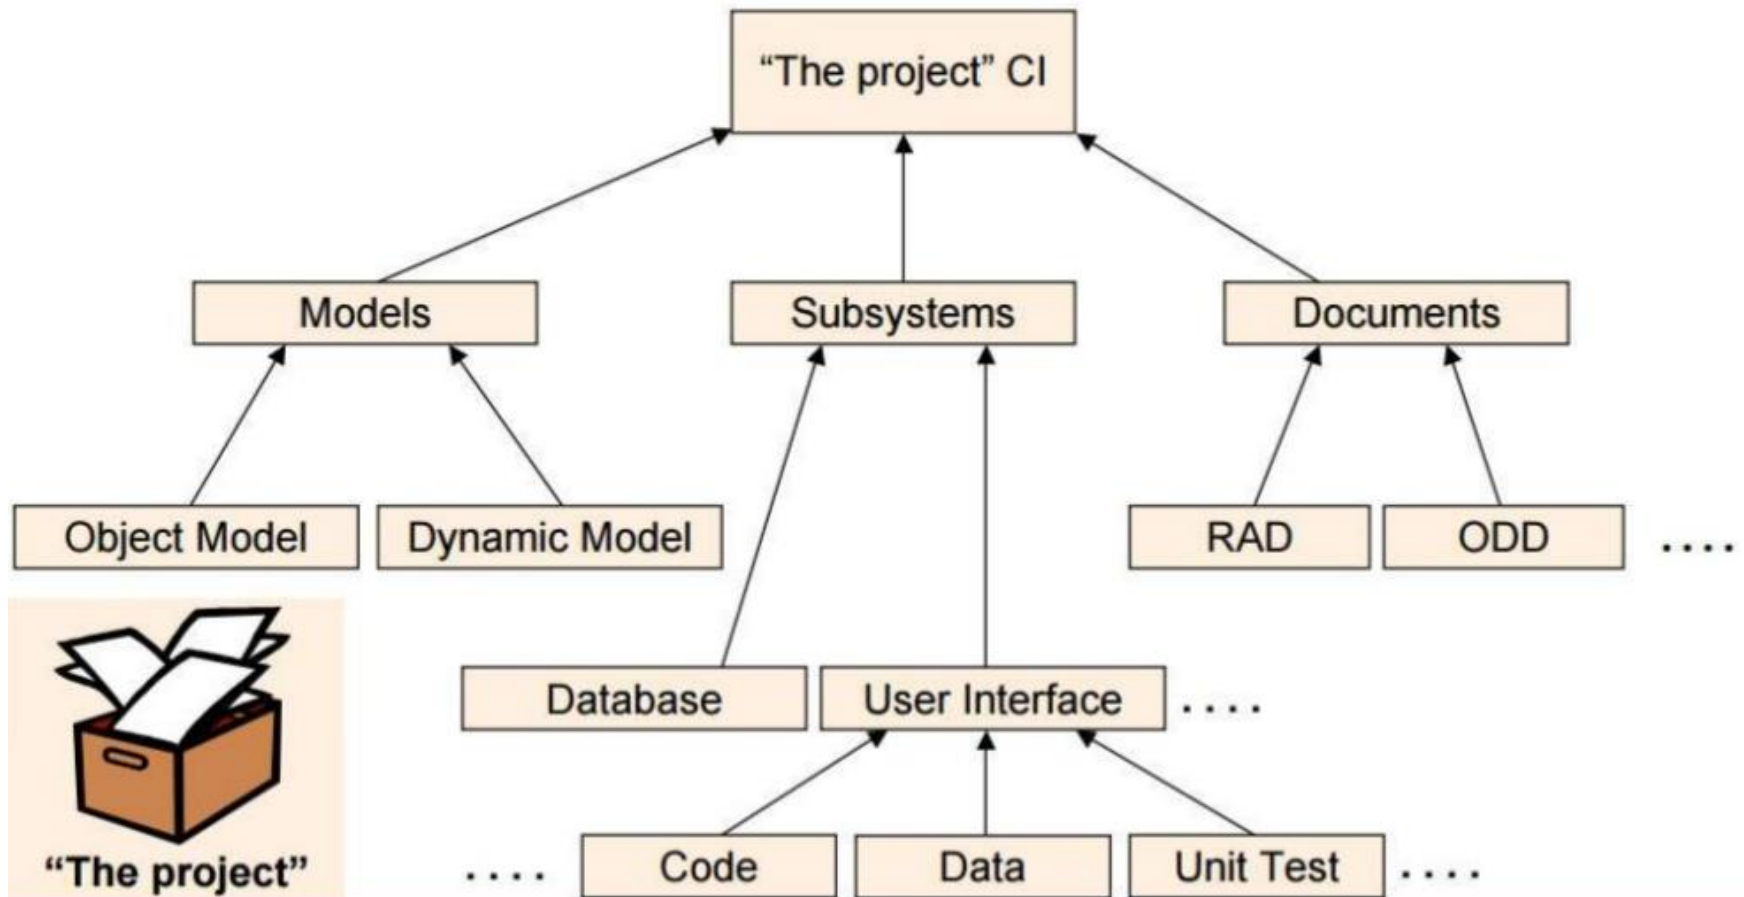 “The project” CI
Models
Subsystems
Documents
Object Model
Dynamic Model
RAD
ODD
....
Database
User Interface
....
....
Code
Data
Unit Test
....
“The project”